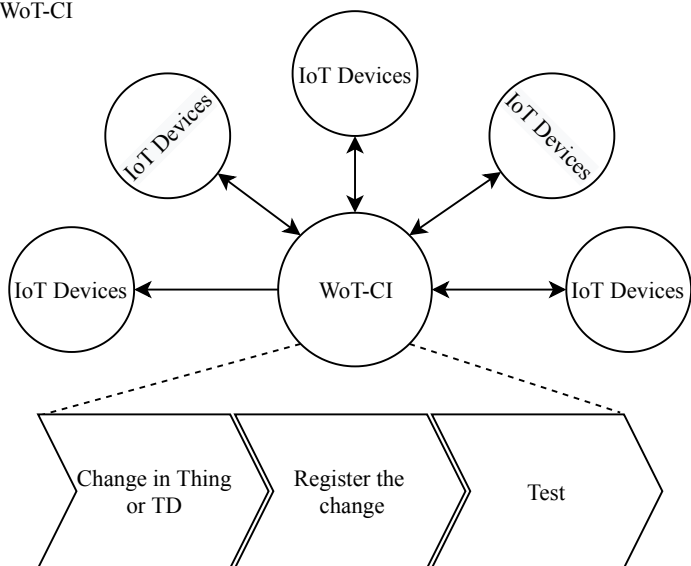 WoT-CI
IoT Devices
IoT Devices
IoT Devices
IoT Devices
WoT-CI
IoT Devices
Change in Thing
or TD
Register the
change
Test